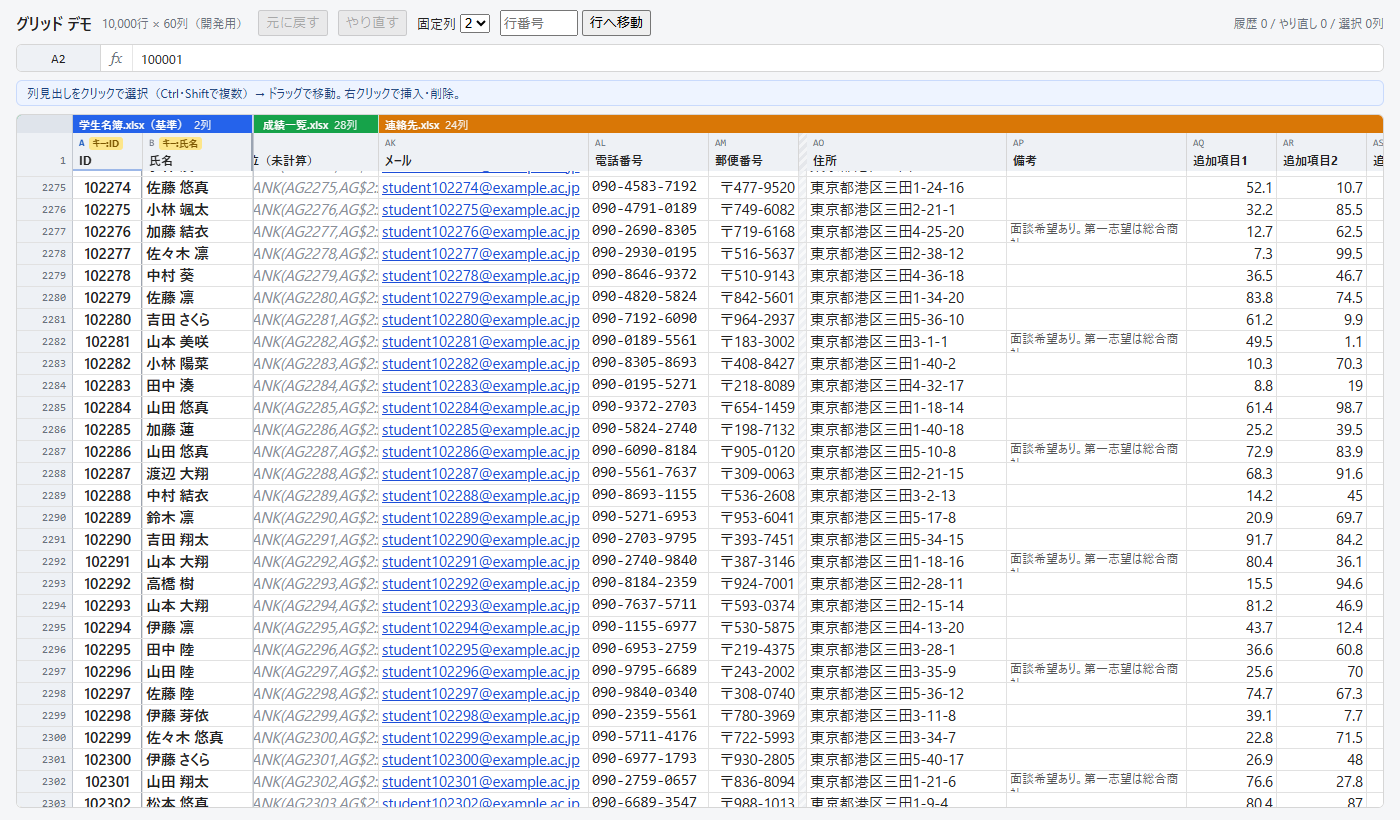 グリッド デモ 10,000行 × 60列（開発用） 元に戻す やり直す 固定列 2 行番号 行へ移動 履歴 0 / やり直し 0 / 選択 0列
A2 fx 100001
列見出しをクリックで選択（Ctrl・Shiftで複数）→ ドラッグで移動。右クリックで挿入・削除。
学生名簿.xlsx（基準） 2列 成績一覧.xlsx 28列 連絡先.xlsx 24列
A キー:ID B キー:氏名 AK AL AM AO AP AQ AR AS
1 ID 氏名 位（未計算） メール 電話番号 郵便番号 住所 備考 追加項目1 追加項目2 追
2275 102274 佐藤 悠真 ANK(AG2275,AG$2: student102274@example.ac.jp 090-4583-7192 〒477-9520 東京都港区三田1-24-16 52.1 10.7
2276 102275 小林 颯太 ANK(AG2276,AG$2: student102275@example.ac.jp 090-4791-0189 〒749-6082 東京都港区三田2-21-1 32.2 85.5
2277 102276 加藤 結衣 ANK(AG2277,AG$2: student102276@example.ac.jp 090-2690-8305 〒719-6168 東京都港区三田4-25-20 面談希望あり。第一志望は総合商 12.7 62.5
2278 102277 佐々木 凛 ANK(AG2278,AG$2: student102277@example.ac.jp 090-2930-0195 〒516-5637 東京都港区三田2-38-12 7.3 99.5
2279 102278 中村 葵 ANK(AG2279,AG$2: student102278@example.ac.jp 090-8646-9372 〒510-9143 東京都港区三田4-36-18 36.5 46.7
2280 102279 佐藤 凛 ANK(AG2280,AG$2: student102279@example.ac.jp 090-4820-5824 〒842-5601 東京都港区三田1-34-20 83.8 74.5
2281 102280 吉田 さくら ANK(AG2281,AG$2: student102280@example.ac.jp 090-7192-6090 〒964-2937 東京都港区三田5-36-10 61.2 9.9
2282 102281 山本 美咲 ANK(AG2282,AG$2: student102281@example.ac.jp 090-0189-5561 〒183-3002 東京都港区三田3-1-1 面談希望あり。第一志望は総合商 49.5 1.1
2283 102282 小林 陽菜 ANK(AG2283,AG$2: student102282@example.ac.jp 090-8305-8693 〒408-8427 東京都港区三田1-40-2 10.3 70.3
2284 102283 田中 湊 ANK(AG2284,AG$2: student102283@example.ac.jp 090-0195-5271 〒218-8089 東京都港区三田4-32-17 8.8 19
2285 102284 山田 悠真 ANK(AG2285,AG$2: student102284@example.ac.jp 090-9372-2703 〒654-1459 東京都港区三田1-18-14 61.4 98.7
2286 102285 加藤 蓮 ANK(AG2286,AG$2: student102285@example.ac.jp 090-5824-2740 〒198-7132 東京都港区三田1-40-18 25.2 39.5
2287 102286 山田 悠真 ANK(AG2287,AG$2: student102286@example.ac.jp 090-6090-8184 〒905-0120 東京都港区三田5-10-8 面談希望あり。第一志望は総合商 72.9 83.9
2288 102287 渡辺 大翔 ANK(AG2288,AG$2: student102287@example.ac.jp 090-5561-7637 〒309-0063 東京都港区三田2-21-15 68.3 91.6
2289 102288 中村 結衣 ANK(AG2289,AG$2: student102288@example.ac.jp 090-8693-1155 〒536-2608 東京都港区三田3-2-13 14.2 45
2290 102289 鈴木 凛 ANK(AG2290,AG$2: student102289@example.ac.jp 090-5271-6953 〒953-6041 東京都港区三田5-17-8 20.9 69.7
2291 102290 吉田 翔太 ANK(AG2291,AG$2: student102290@example.ac.jp 090-2703-9795 〒393-7451 東京都港区三田5-34-15 91.7 84.2
2292 102291 山本 大翔 ANK(AG2292,AG$2: student102291@example.ac.jp 090-2740-9840 〒387-3146 東京都港区三田1-18-16 面談希望あり。第一志望は総合商 80.4 36.1
2293 102292 高橋 樹 ANK(AG2293,AG$2: student102292@example.ac.jp 090-8184-2359 〒924-7001 東京都港区三田2-28-11 15.5 94.6
2294 102293 山本 大翔 ANK(AG2294,AG$2: student102293@example.ac.jp 090-7637-5711 〒593-0374 東京都港区三田2-15-14 81.2 46.9
2295 102294 伊藤 凛 ANK(AG2295,AG$2: student102294@example.ac.jp 090-1155-6977 〒530-5875 東京都港区三田4-13-20 43.7 12.4
2296 102295 田中 陸 ANK(AG2296,AG$2: student102295@example.ac.jp 090-6953-2759 〒219-4375 東京都港区三田3-28-1 36.6 60.8
2297 102296 山田 陸 ANK(AG2297,AG$2: student102296@example.ac.jp 090-9795-6689 〒243-2002 東京都港区三田3-35-9 面談希望あり。第一志望は総合商 25.6 70
2298 102297 佐藤 陸 ANK(AG2298,AG$2: student102297@example.ac.jp 090-9840-0340 〒308-0740 東京都港区三田5-36-12 74.7 67.3
2299 102298 伊藤 芽依 ANK(AG2299,AG$2: student102298@example.ac.jp 090-2359-5561 〒780-3969 東京都港区三田3-11-8 39.1 7.7
2300 102299 佐々木 悠真 ANK(AG2300,AG$2: student102299@example.ac.jp 090-5711-4176 〒722-5993 東京都港区三田3-34-7 22.8 71.5
2301 102300 伊藤 さくら ANK(AG2301,AG$2: student102300@example.ac.jp 090-6977-1793 〒930-2805 東京都港区三田5-40-17 26.9 48
2302 102301 山田 翔太 ANK(AG2302,AG$2: student102301@example.ac.jp 090-2759-0657 〒836-8094 東京都港区三田1-21-6 面談希望あり。第一志望は総合商 76.6 27.8
2303 102302 松本 悠真 ANK(AG2303,AG$2: student102302@example.ac.jp 090-6689-3547 〒988-1013 東京都港区三田1-9-4 80.4 87